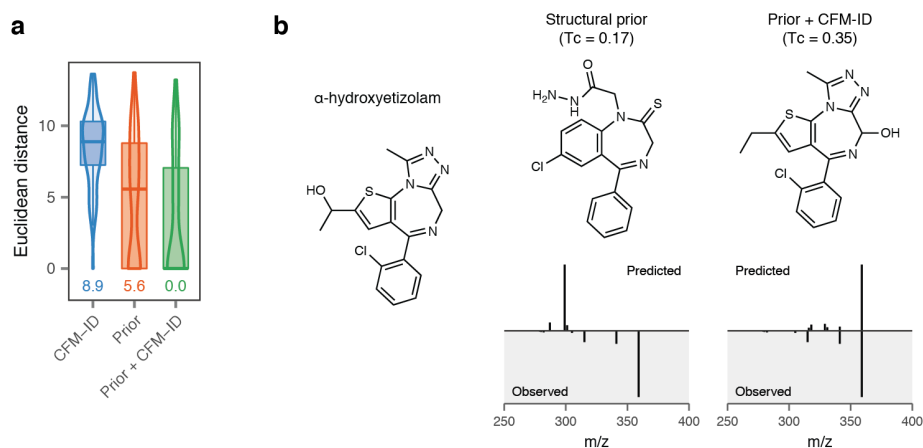 a
Euclidean distance
10
5
0
8.9
5.6
0.0
CFM–ID
Prior
Prior + CFM–ID
b
α-hydroxyetizolam
HO
S
N
N
N
N
Cl
Structural prior
(Tc = 0.17)
O
H₂N
N
H
N
S
Cl
N
Prior + CFM-ID
(Tc = 0.35)
N
N
N
S
OH
N
Cl
Predicted
Observed
250
300
350
400
m/z
Predicted
Observed
250
300
350
400
m/z